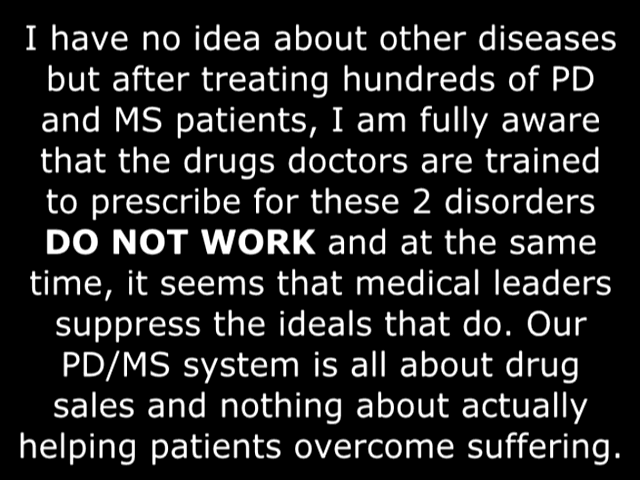 I have no idea about other diseases
but after treating hundreds of PD
and MS patients, I am fully aware
that the drugs doctors are trained
to prescribe for these 2 disorders
DO NOT WORK and at the same
time, it seems that medical leaders
suppress the ideals that do. Our
PD/MS system is all about drug
sales and nothing about actually
helping patients overcome suffering.